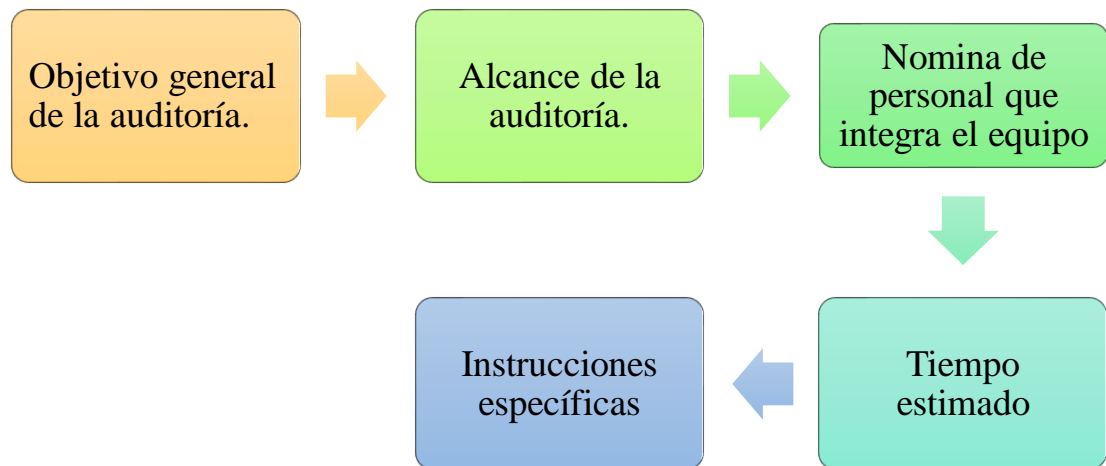 Objetivo general
de la auditoría.
Alcance de la
auditoría.
Nomina de
personal que
integra el equipo
Tiempo
estimado
Instrucciones
específicas